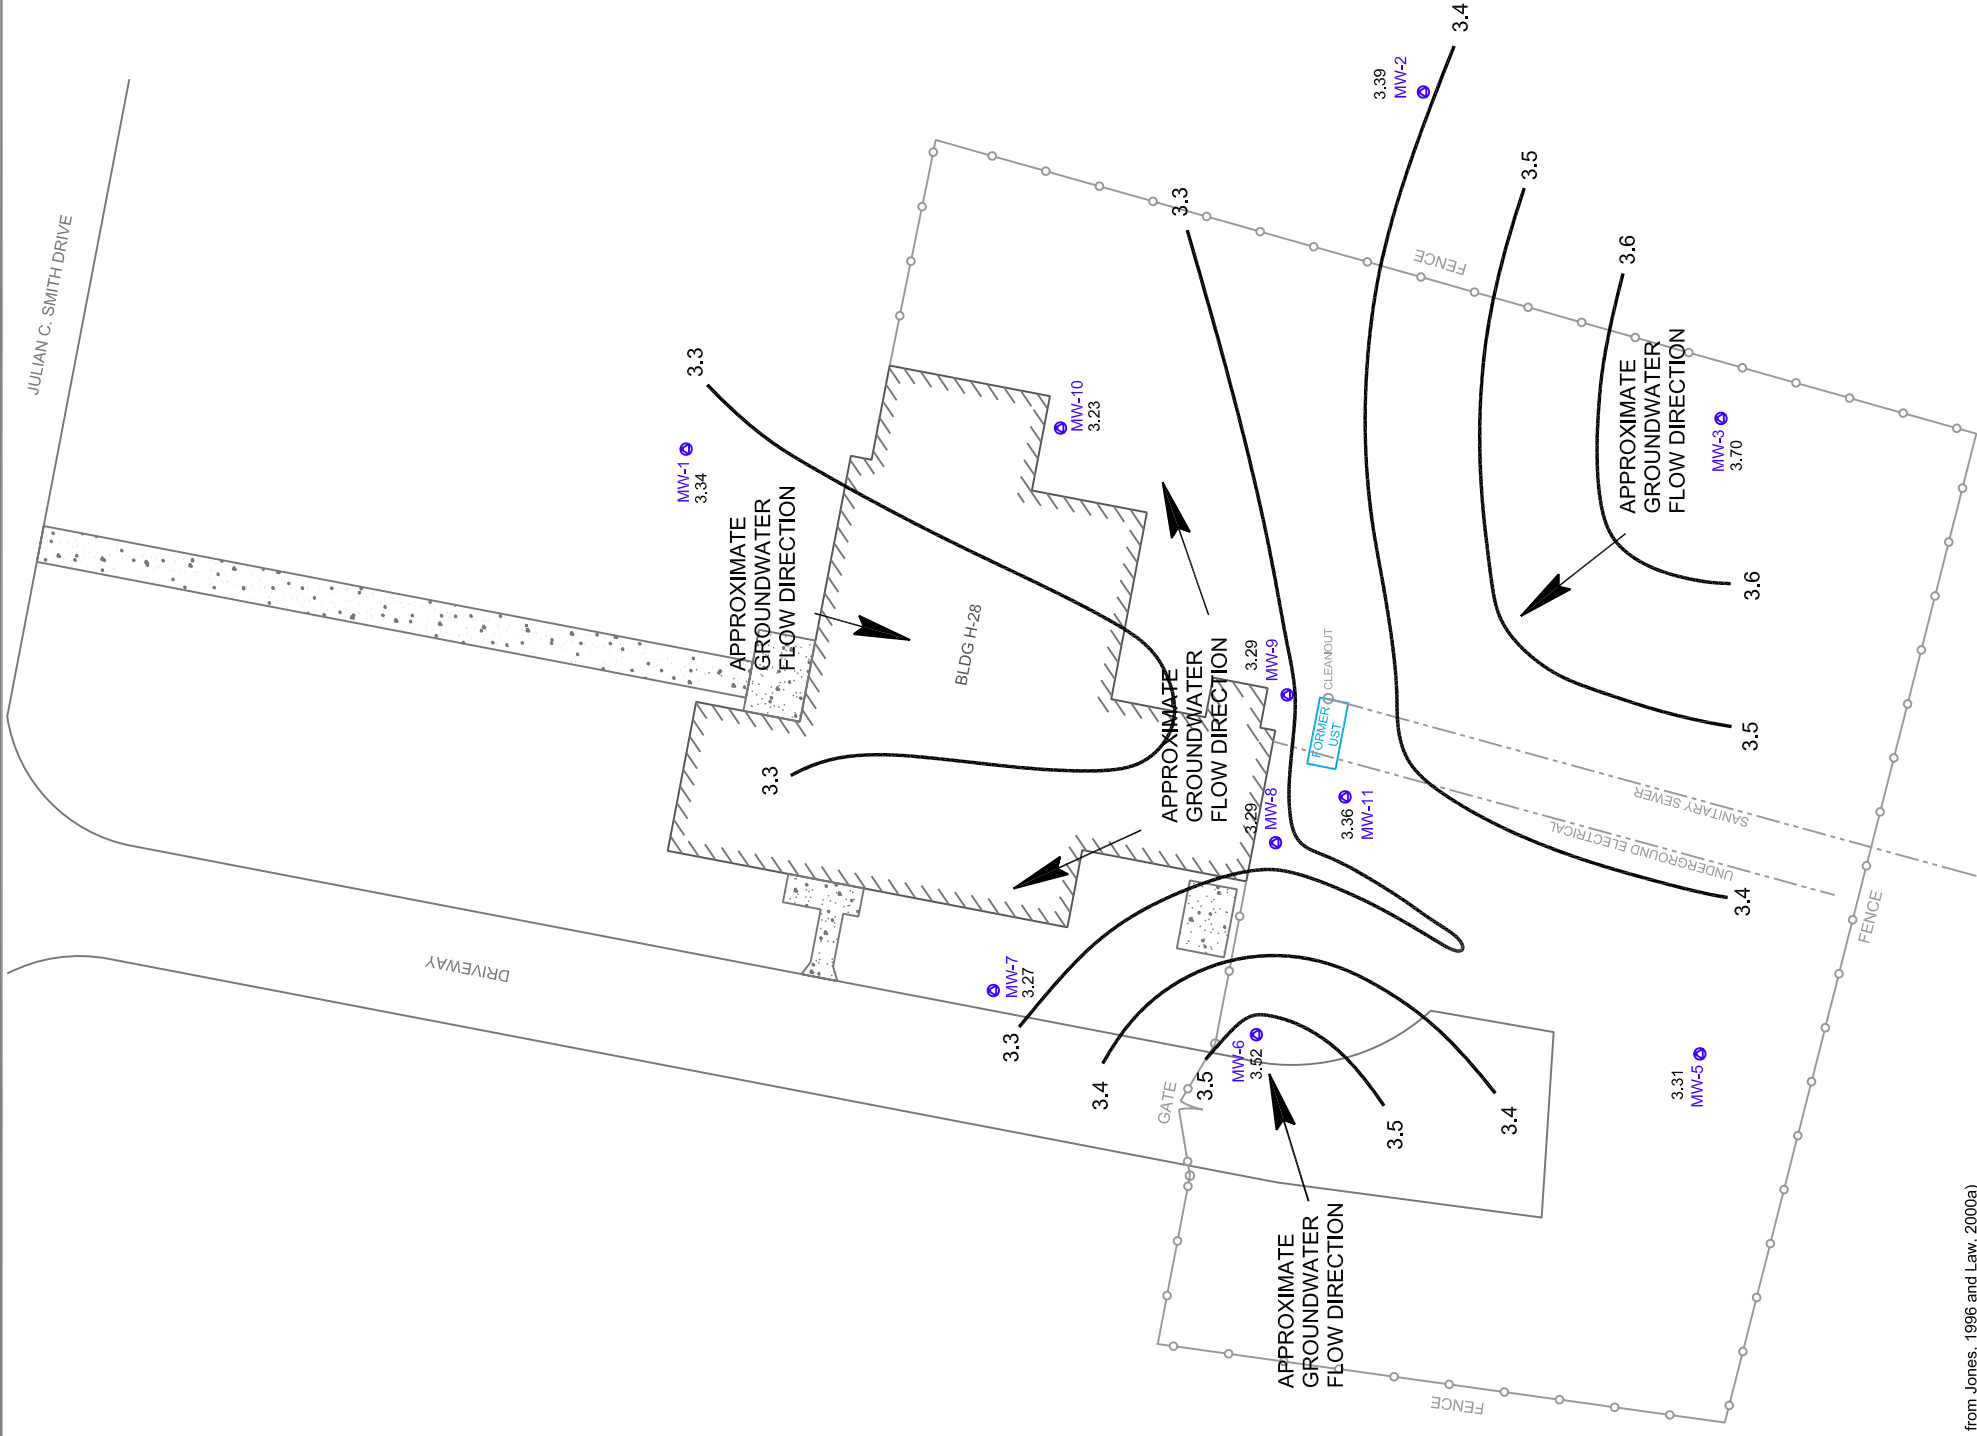 JULIAN C. SMITH DRIVE
DRIVEWAY
3.3
MW-1
3.34
APPROXIMATE
GROUNDWATER
FLOW DIRECTION
3.3
BLDG H-28
MW-10
3.23
3.3
3.4
3.39
MW-2
3.5
3.6
FENCE
APPROXIMATE
GROUNDWATER
FLOW DIRECTION
MW-3
3.70
3.6
3.5
3.4
3.29
MW-9
CLEANOUT
FORMER
UST
APPROXIMATE
GROUNDWATER
FLOW DIRECTION
3.29
MW-8
3.36
MW-11
SANITARY SEWER
UNDERGROUND ELECTRICAL
FENCE
MW-7
3.27
3.3
3.4
3.5
MW-6
3.52
GATE
3.5
3.4
3.31
MW-5
APPROXIMATE
GROUNDWATER
FLOW DIRECTION
FENCE
from Jones, 1996 and Law, 2000a)